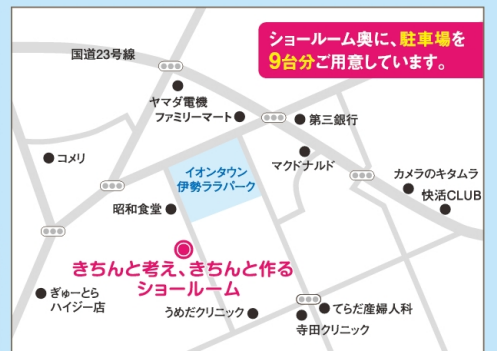 ショールーム奥に、駐車場を
9台分ご用意しています。
国道23号線
ヤマダ電機
ファミリーマート
第三銀行
コメリ
イオンタウン
伊勢ララパーク
マクドナルド
カメラのキタムラ
快活CLUB
昭和食堂
きちんと考え、きちんと作る
ショールーム
ぎゅーとら
ハイジー店
うめだクリニック
てらだ産婦人科
寺田クリニック